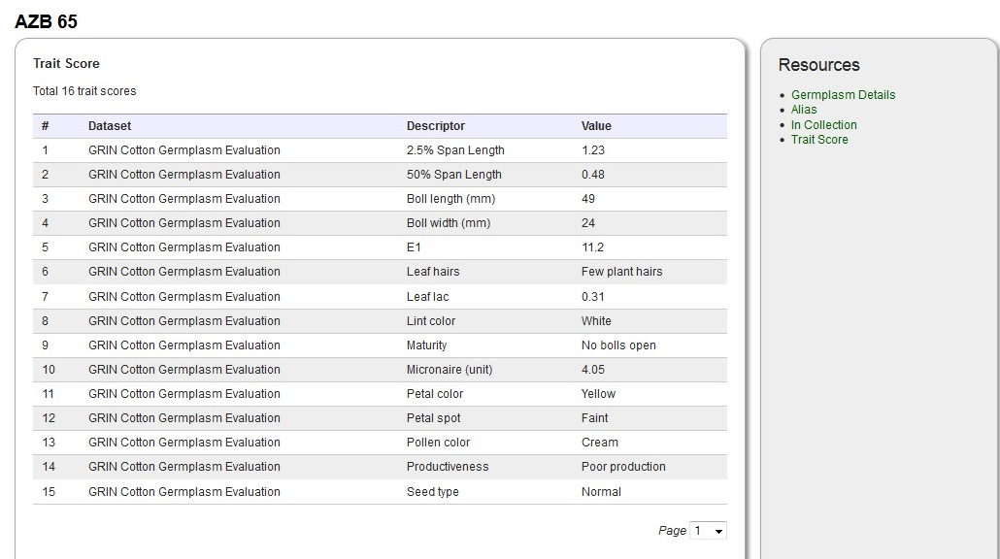 AZB 65
Trait Score
Total 16 trait scores
# Dataset Descriptor Value
1 GRIN Cotton Germplasm Evaluation 2.5% Span Length 1.23
2 GRIN Cotton Germplasm Evaluation 50% Span Length 0.48
3 GRIN Cotton Germplasm Evaluation Boll length (mm) 49
4 GRIN Cotton Germplasm Evaluation Boll width (mm) 24
5 GRIN Cotton Germplasm Evaluation E1 11.2
6 GRIN Cotton Germplasm Evaluation Leaf hairs Few plant hairs
7 GRIN Cotton Germplasm Evaluation Leaf lac 0.31
8 GRIN Cotton Germplasm Evaluation Lint color White
9 GRIN Cotton Germplasm Evaluation Maturity No bolls open
10 GRIN Cotton Germplasm Evaluation Micronaire (unit) 4.05
11 GRIN Cotton Germplasm Evaluation Petal color Yellow
12 GRIN Cotton Germplasm Evaluation Petal spot Faint
13 GRIN Cotton Germplasm Evaluation Pollen color Cream
14 GRIN Cotton Germplasm Evaluation Productiveness Poor production
15 GRIN Cotton Germplasm Evaluation Seed type Normal
Page 1
Resources
• Germplasm Details
• Alias
• In Collection
• Trait Score